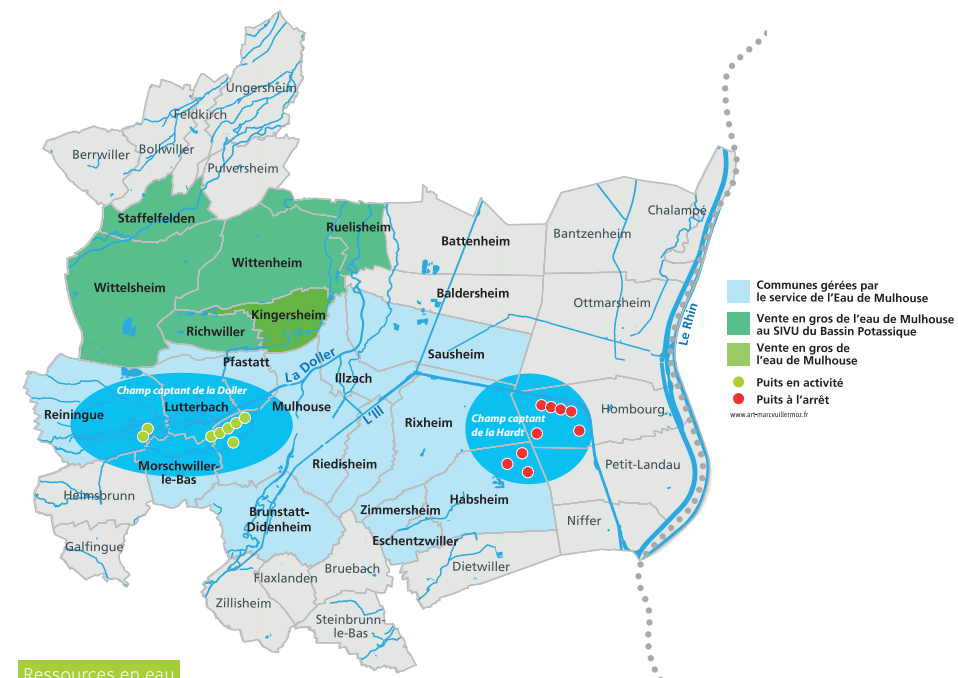 Ungersheim
Feldkirch
Bollwiller
Berrwiller
Pulversheim
Staffelfelden
Ruelisheim
Chalampé
Bantzenheim
Battenheim
Wittenheim
Wittelsheim
Baldersheim
Ottmarsheim
Kingersheim
Richwiller
Le Rhin
Communes gérées par
le service de l'Eau de Mulhouse
Vente en gros de l'eau de Mulhouse
au SIVU du Bassin Potassique
Vente en gros de
l'eau de Mulhouse
Puits en activité
Puits à l'arrêt
www.art-marcvuillermoz.fr
Pfastatt
La Doller
Sausheim
Illzach
Champ captant de la Doller
Lutterbach
Mulhouse
L'Ill
Reiningue
Rixheim
Champ captant
de la Hardt
Hombourg
Morschwiller-
le-Bas
Riedisheim
Petit-Landau
Heimsbrunn
Habsheim
Zimmersheim
Brunstatt-
Didenheim
Niffer
Eschentzwiller
Galfingue
Dietwiller
Bruebach
Flaxlanden
Zillisheim
Steinbrunn-
le-Bas
Ressources en eau